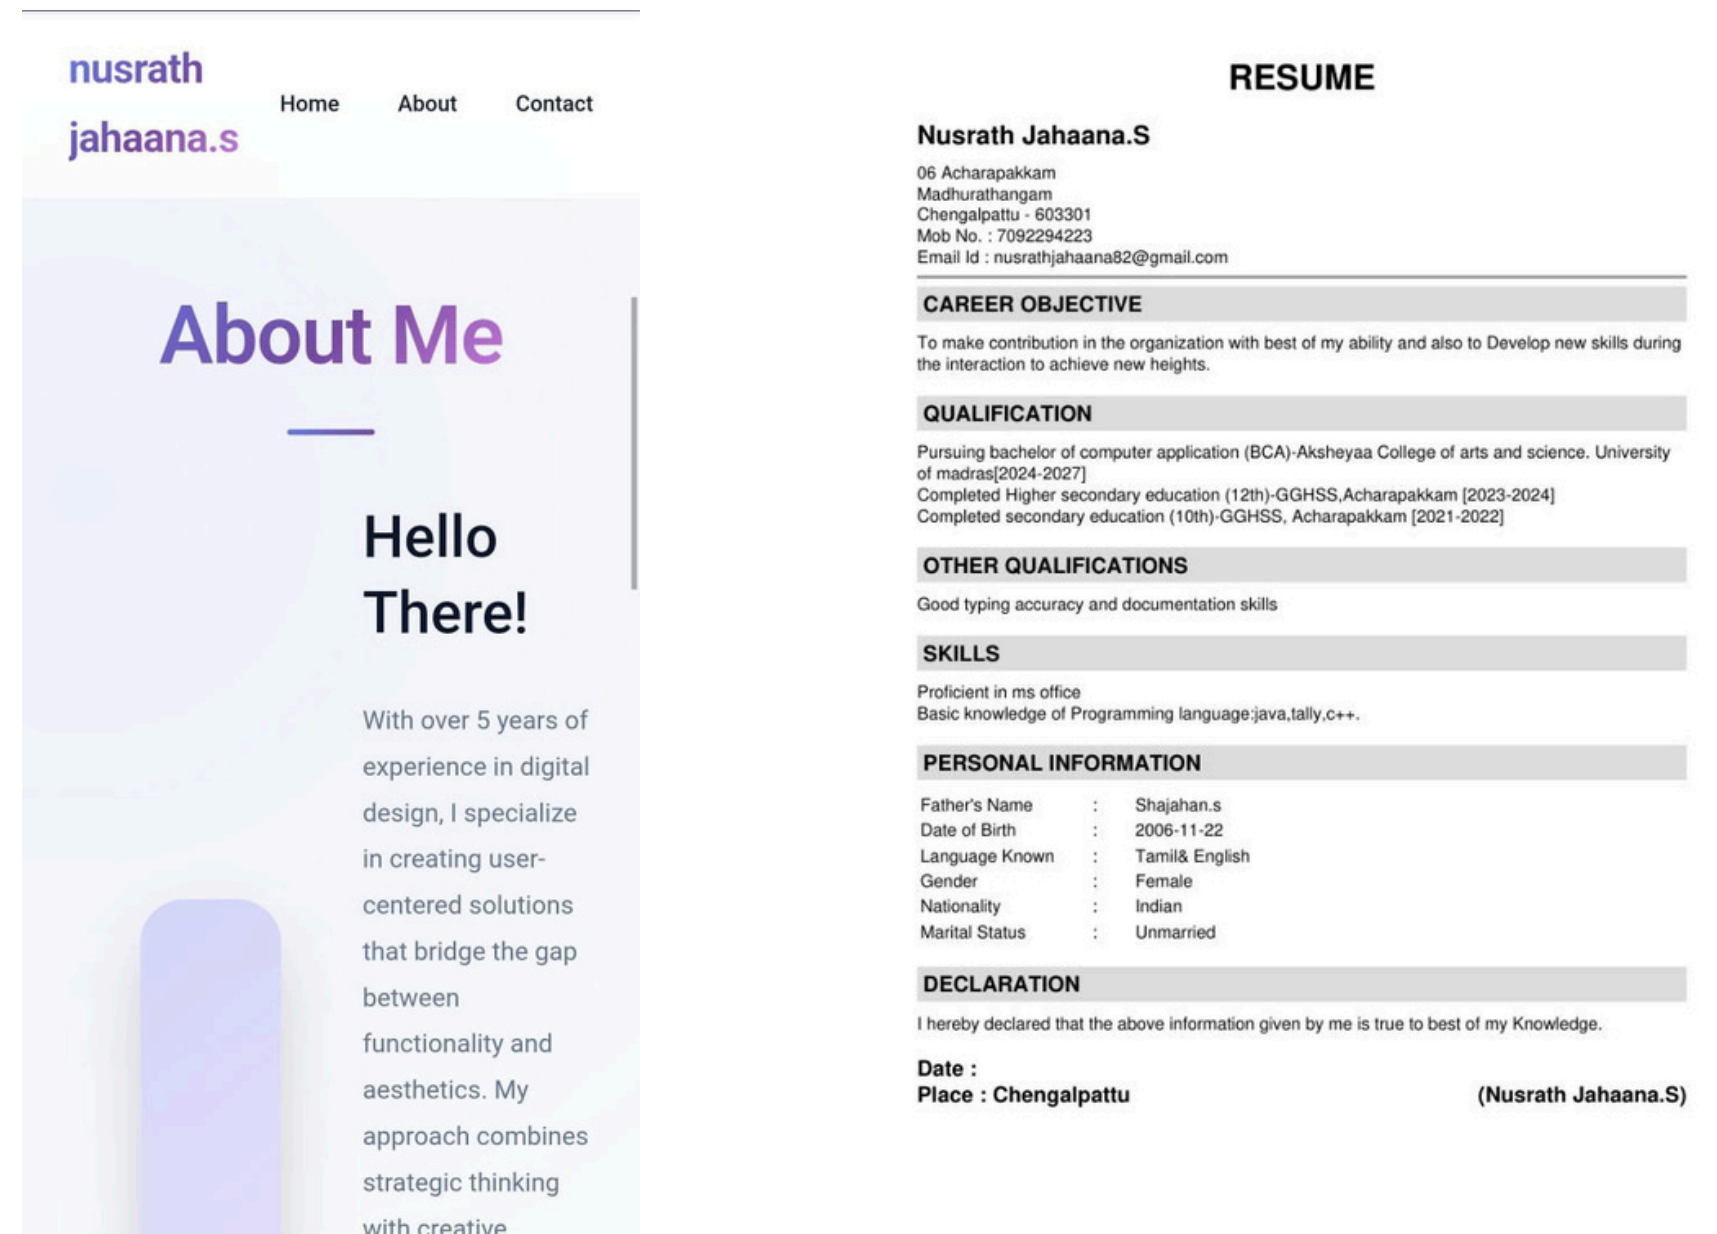 nusrath
jahaana.s
Home About Contact
About Me
Hello
There!
With over 5 years of
experience in digital
design, I specialize
in creating user-
centered solutions
that bridge the gap
between
functionality and
aesthetics. My
approach combines
strategic thinking
with creative
RESUME
Nusrath Jahaana.S
06 Acharapakkam
Madhurathangam
Chengalpattu - 603301
Mob No. : 7092294223
Email Id : nusrathjahaana82@gmail.com
CAREER OBJECTIVE
To make contribution in the organization with best of my ability and also to Develop new skills during
the interaction to achieve new heights.
QUALIFICATION
Pursuing bachelor of computer application (BCA)-Aksheyaa College of arts and science. University
of madras[2024-2027]
Completed Higher secondary education (12th)-GGHSS,Acharapakkam [2023-2024]
Completed secondary education (10th)-GGHSS, Acharapakkam [2021-2022]
OTHER QUALIFICATIONS
Good typing accuracy and documentation skills
SKILLS
Proficient in ms office
Basic knowledge of Programming language:java,tally,c++.
PERSONAL INFORMATION
Father's Name : Shajahan.s
Date of Birth : 2006-11-22
Language Known : Tamil& English
Gender : Female
Nationality : Indian
Marital Status : Unmarried
DECLARATION
I hereby declared that the above information given by me is true to best of my Knowledge.
Date :
Place : Chengalpattu (Nusrath Jahaana.S)